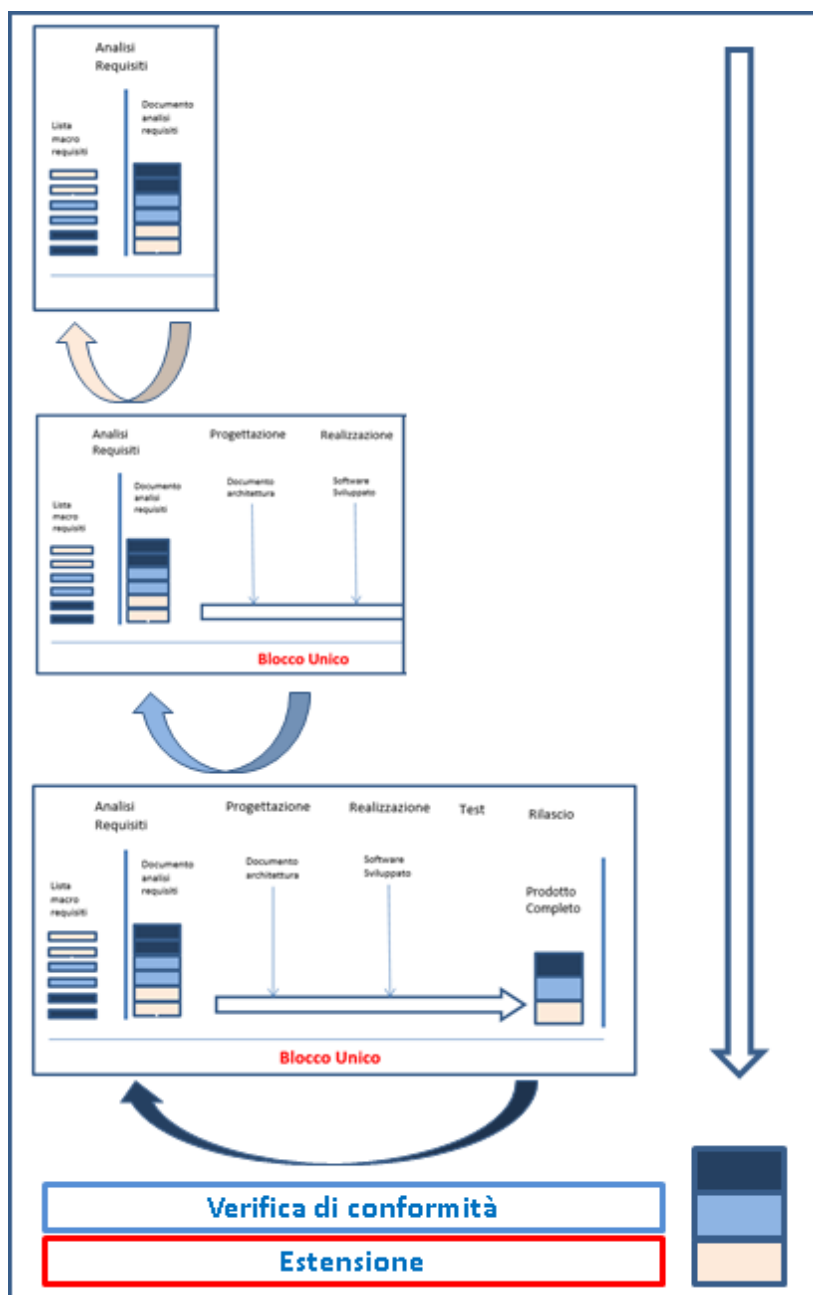 Analisi
Requisiti
Documento
analisi
requisiti
Lista
macro
requisiti
Analisi
Requisiti
Progettazione
Realizzazione
Documento
analisi
requisiti
Documento
architettura
Software
Sviluppato
Lista
macro
requisiti
Blocco Unico
Analisi
Requisiti
Progettazione
Realizzazione
Test
Rilascio
Documento
analisi
requisiti
Documento
architettura
Software
Sviluppato
Lista
macro
requisiti
Prodotto
Completo
Blocco Unico
Verifica di conformità
Estensione